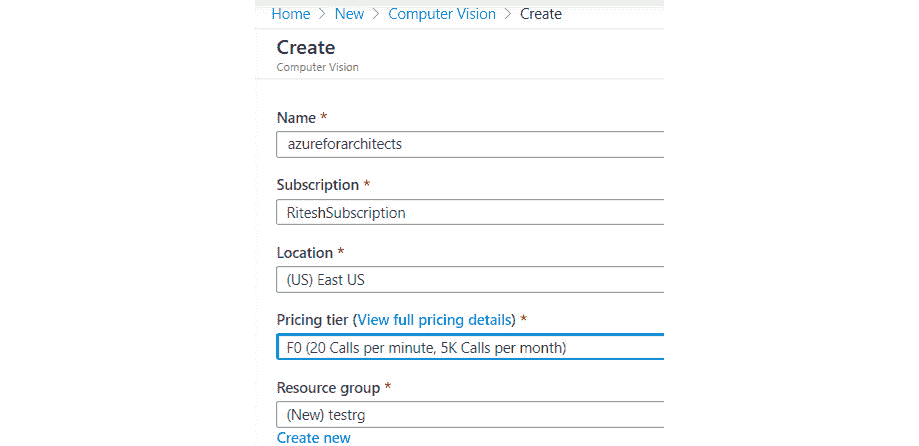 Home > New > Computer Vision > Create
Create
Computer Vision
Name *
azureforarchitects
Subscription *
RiteshSubscription
Location *
(US) East US
Pricing tier (View full pricing details) *
F0 (20 Calls per minute, 5K Calls per month)
Resource group *
(New) testrg
Create new